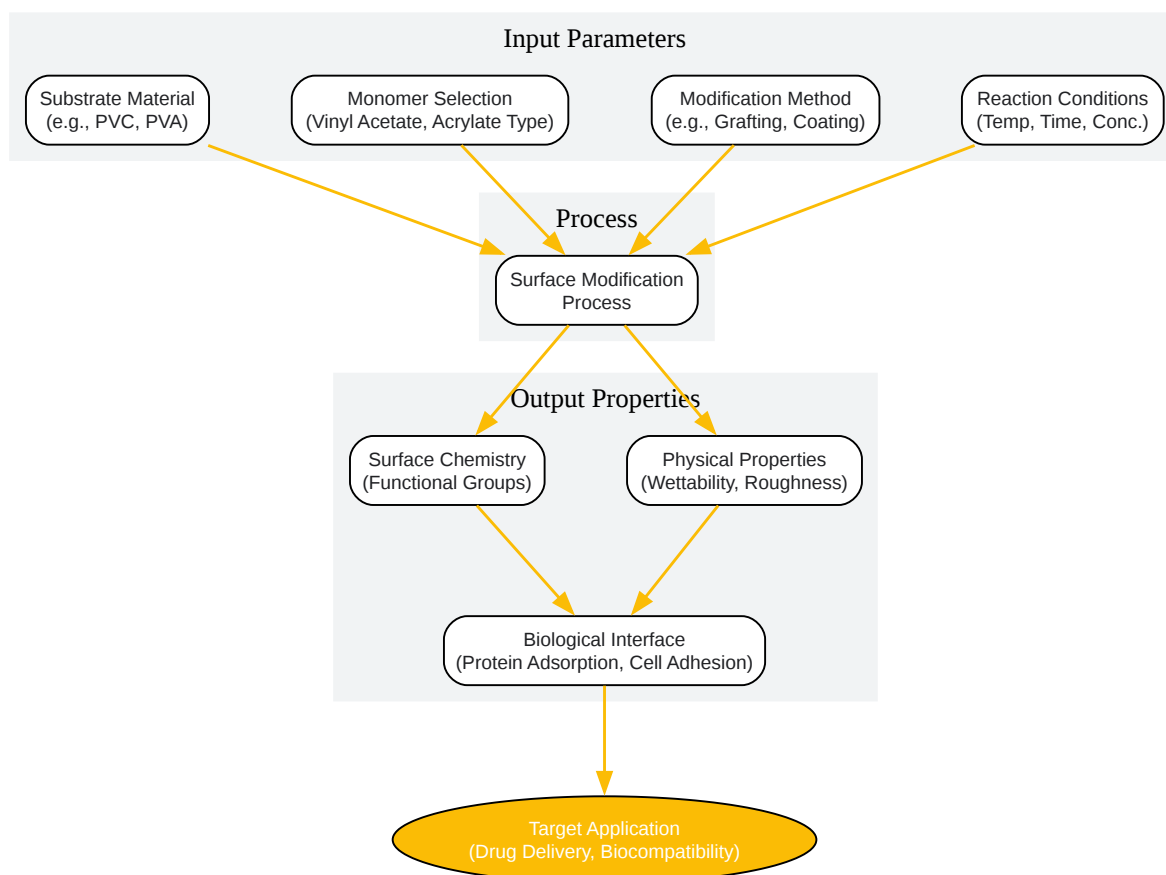 Input Parameters
Substrate Material
(e.g., PVC, PVA)
Monomer Selection
(Vinyl Acetate, Acrylate Type)
Modification Method
(e.g., Grafting, Coating)
Reaction Conditions
(Temp, Time, Conc.)
Process
Surface Modification
Process
Output Properties
Surface Chemistry
(Functional Groups)
Physical Properties
(Wettability, Roughness)
Biological Interface
(Protein Adsorption, Cell Adhesion)
Target Application
(Drug Delivery, Biocompatibility)